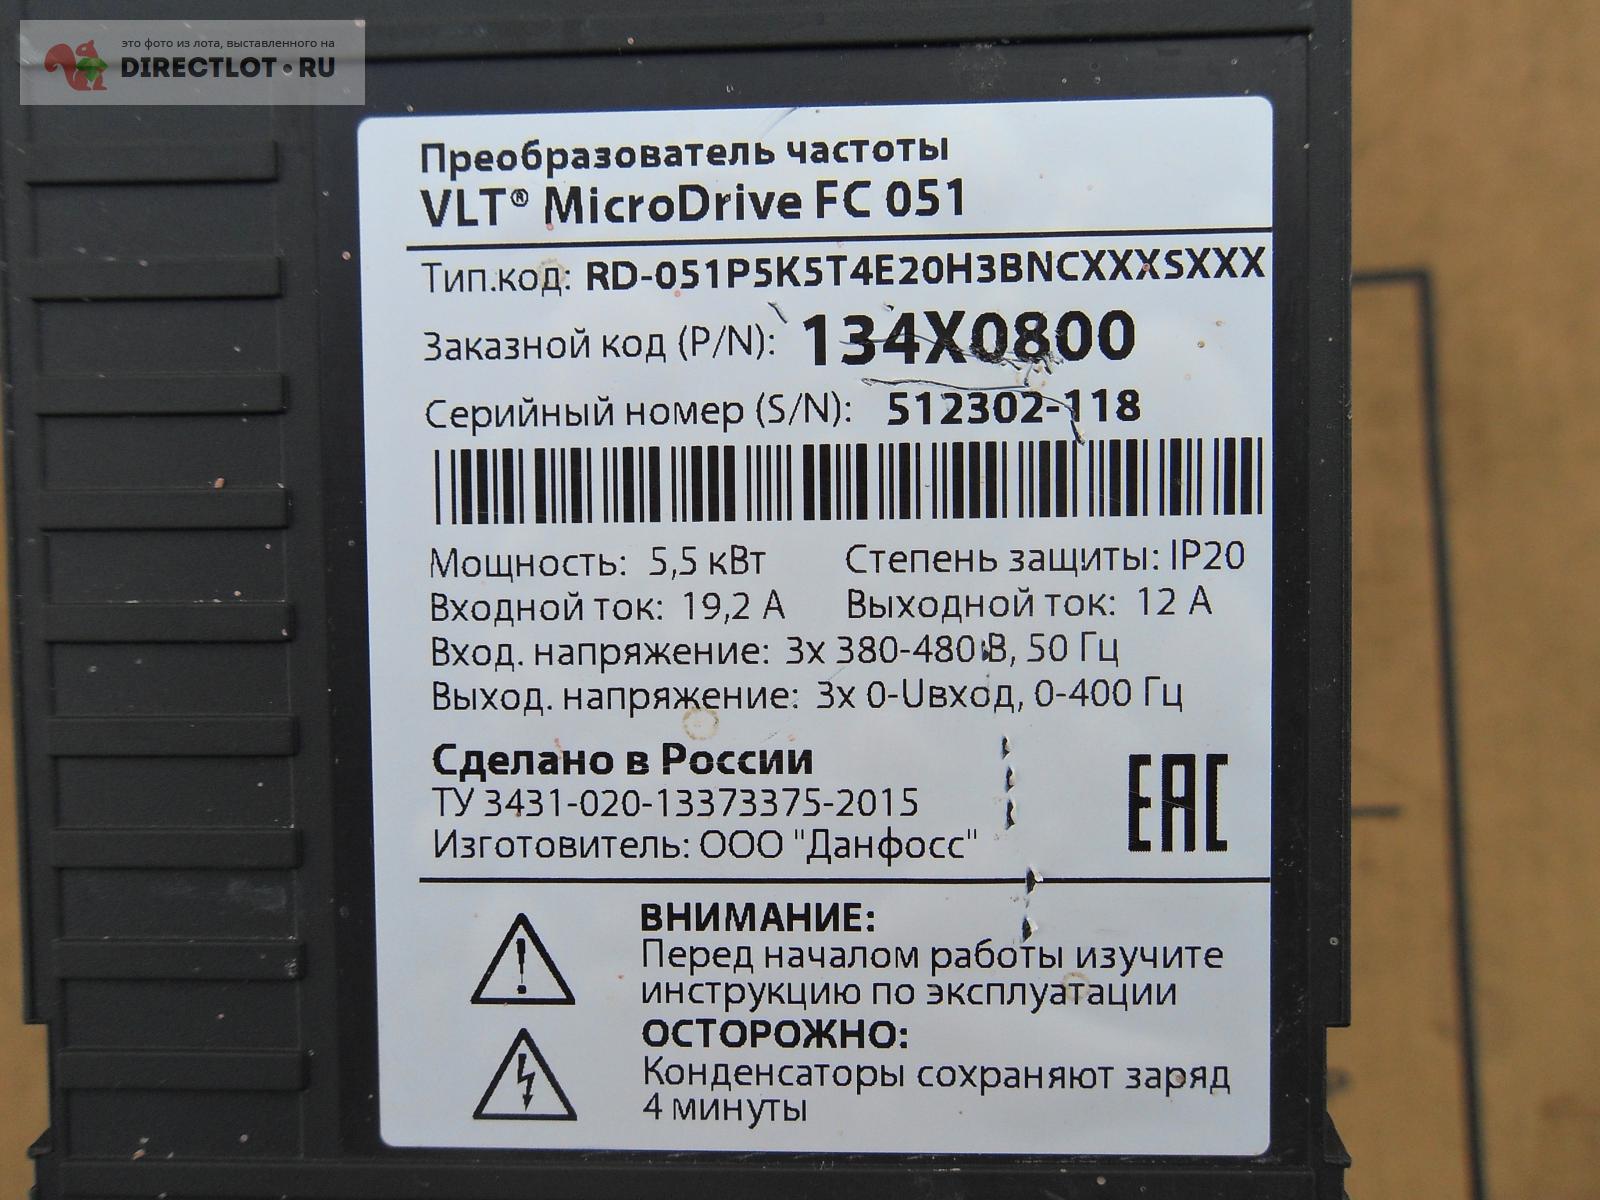 это фото из лота, выставленного на
DIRECTLOT.RU
Преобразователь частоты
VLT® MicroDrive FC 051
Тип.код: RD-051P5K5T4E20H3BNCXXXSXXX
Заказной код (P/N): 134X0800
Серийный номер (S/N): 512302-118
Мощность: 5,5 кВт Степень защиты: IP20
Входной ток: 19,2 А Выходной ток: 12 А
Вход. напряжение: 3x 380-480 В, 50 Гц
Выход. напряжение: 3x 0-Uвход, 0-400 Гц
Сделано в России
ТУ 3431-020-13373375-2015
Изготовитель: ООО "Данфосс"
EAC
ВНИМАНИЕ:
Перед началом работы изучите
инструкцию по эксплуатации
ОСТОРОЖНО:
Конденсаторы сохраняют заряд
4 минуты